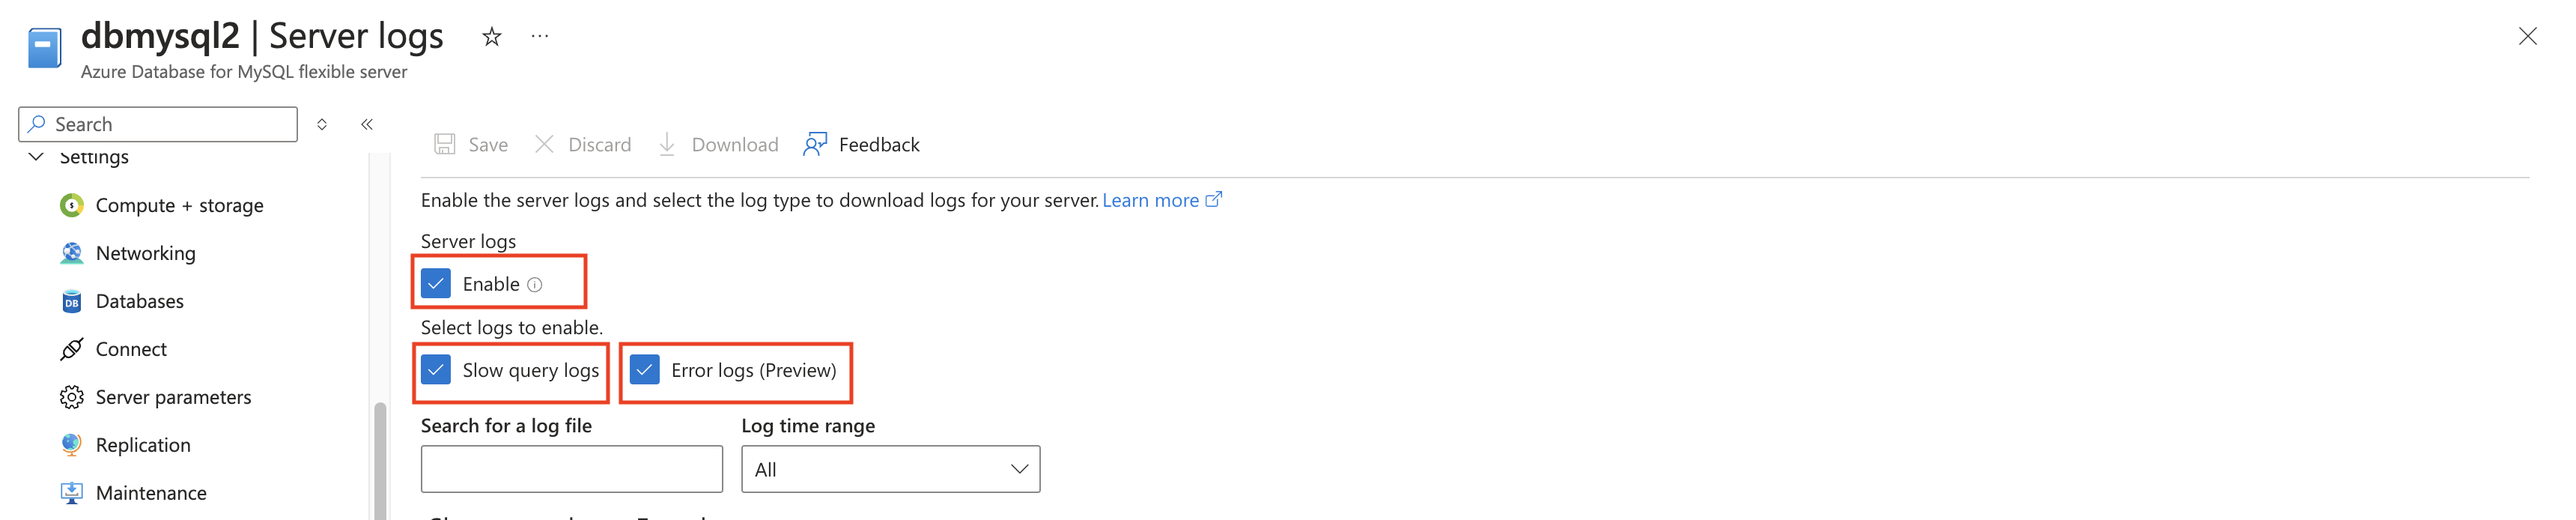 dbmysql2 | Server logs
Azure Database for MySQL flexible server
Search
Settings
Compute + storage
Networking
Databases
Connect
Server parameters
Replication
Maintenance
Save Discard Download Feedback
Enable the server logs and select the log type to download logs for your server. Learn more
Server logs
Enable
Select logs to enable.
Slow query logs Error logs (Preview)
Search for a log file Log time range
All